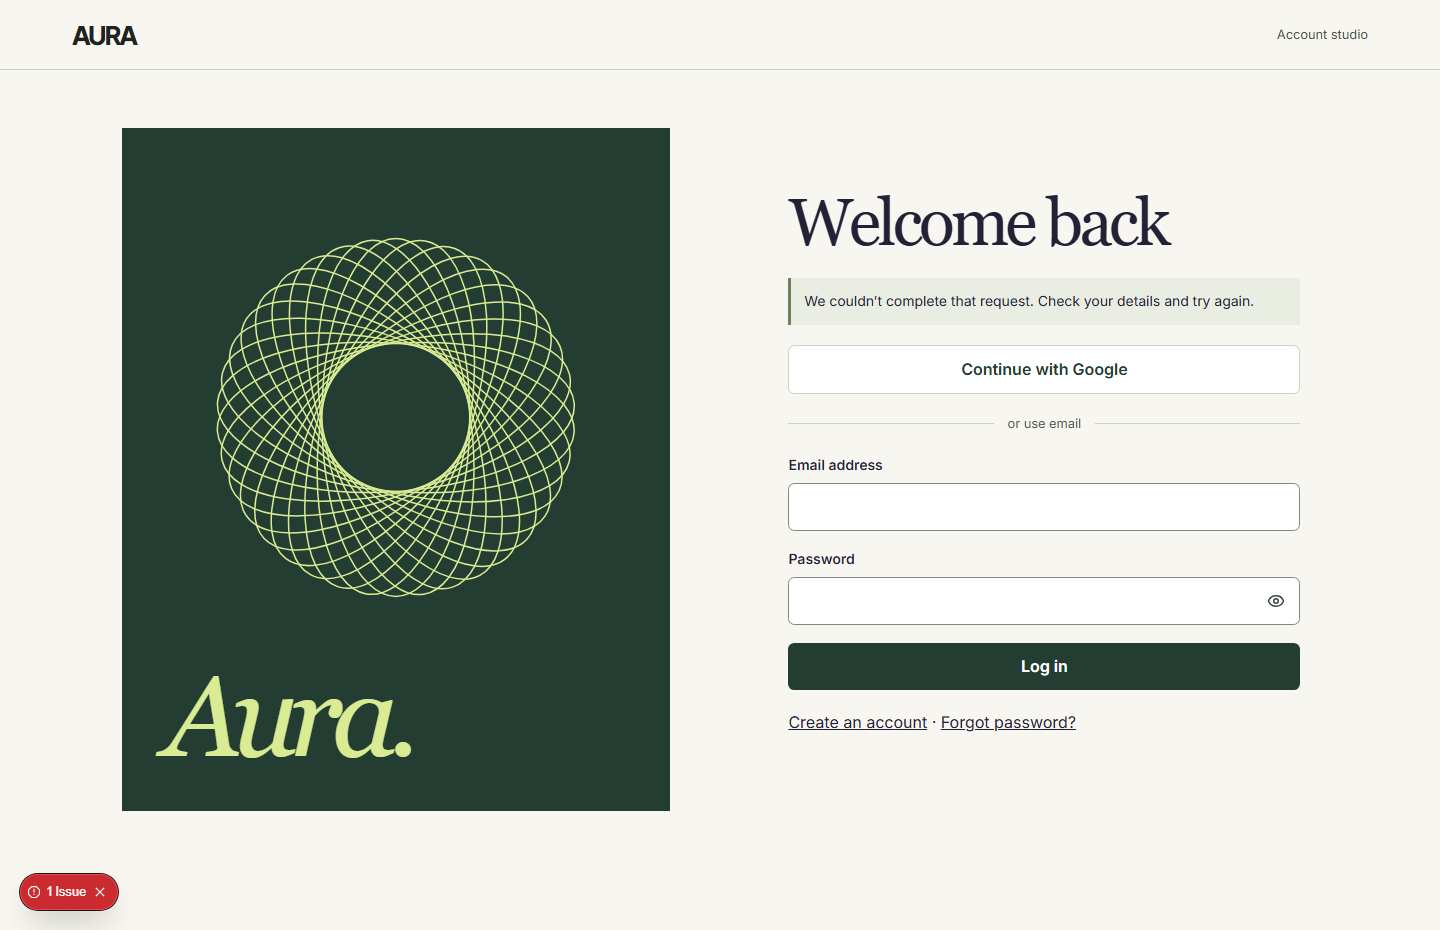 AURA
Account studio
Welcome back
We couldn't complete that request. Check your details and try again.
Continue with Google
or use email
Email address
Password
Log in
Create an account · Forgot password?
Aura.
1 Issue